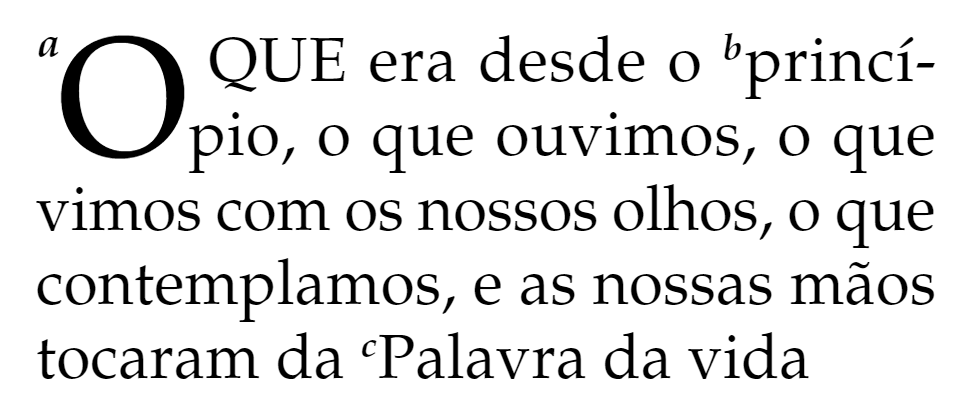 aO QUE era desde o bprincí-
pio, o que ouvimos, o que
vimos com os nossos olhos, o que
contemplamos, e as nossas mãos
tocaram da cPalavra da vida